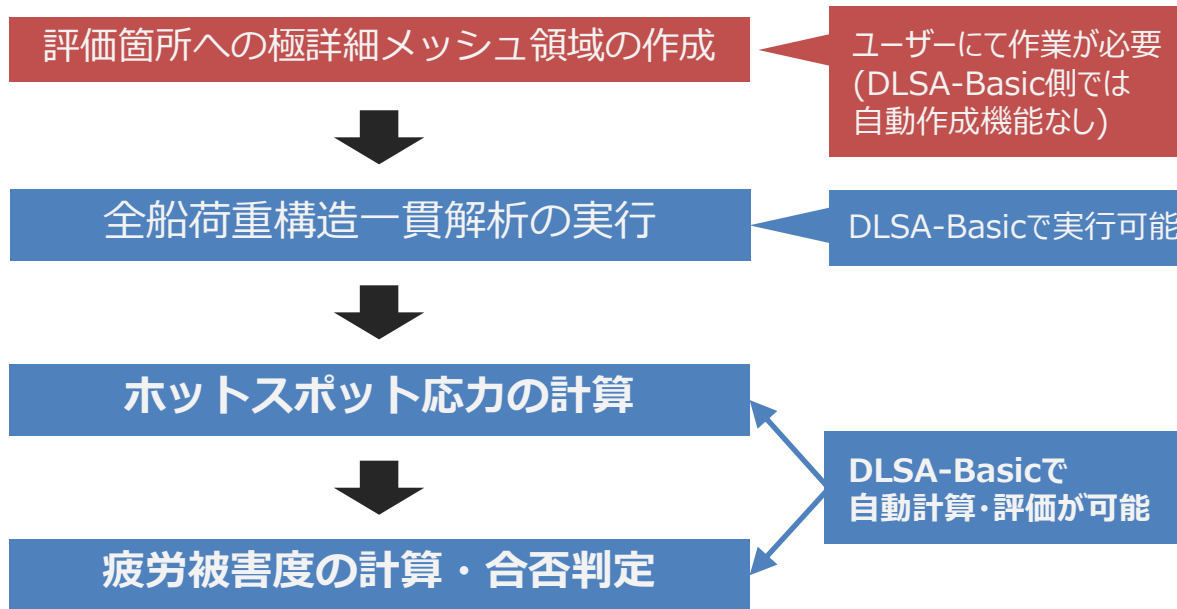 評価箇所への極詳細メッシュ領域の作成
ユーザーにて作業が必要
(DLSA-Basic側では
自動作成機能なし)
全船荷重構造一貫解析の実行
DLSA-Basicで実行可能
ホットスポット応力の計算
DLSA-Basicで
自動計算・評価が可能
疲労被害度の計算・合否判定